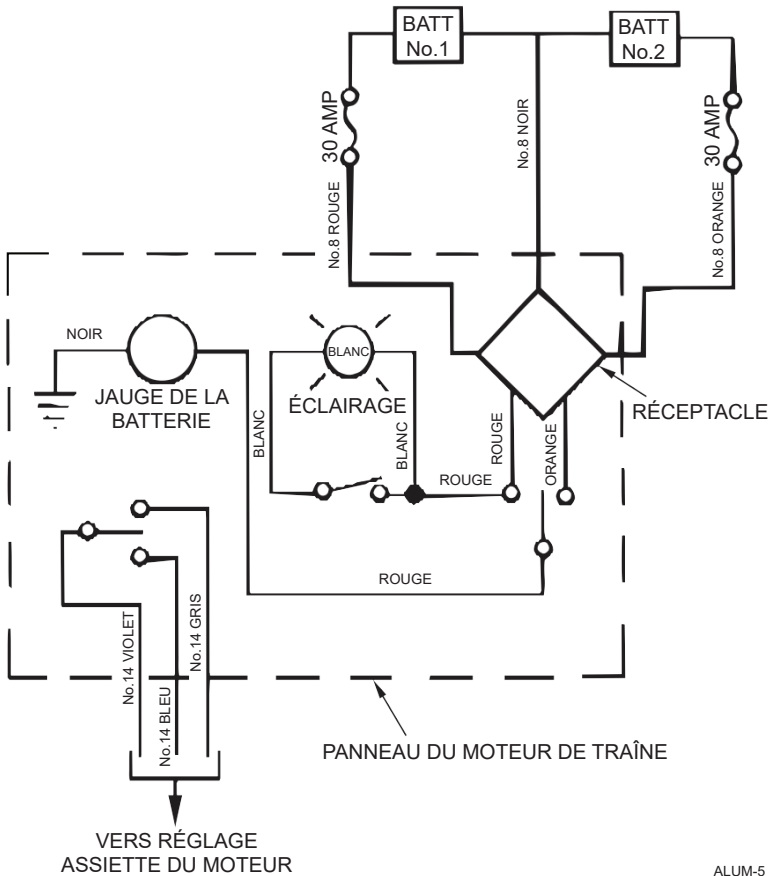 BATT
No.1
BATT
No.2
30 AMP
No.8 NOIR
30 AMP
No.8 ROUGE
No.8 ORANGE
NOIR
BLANC
JAUGE DE LA
BATTERIE
ÉCLAIRAGE
RÉCEPTACLE
BLANC
BLANC
ROUGE
ROUGE
ORANGE
ROUGE
No.14 VIOLET
No.14 BLEU
No.14 GRIS
PANNEAU DU MOTEUR DE TRAÎNE
VERS RÉGLAGE
ASSIETTE DU MOTEUR
ALUM-5